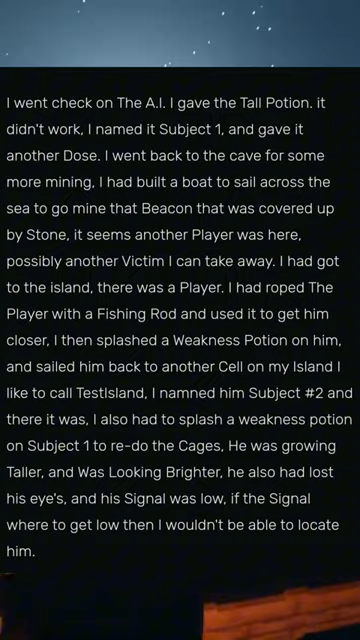 I went check on The A.I. I gave the Tall Potion. it
didn't work, I named it Subject 1, and gave it
another Dose. I went back to the cave for some
more mining, I had built a boat to sail across the
sea to go mine that Beacon that was covered up
by Stone, it seems another Player was here,
possibly another Victim I can take away. I had got
to the island, there was a Player. I had roped The
Player with a Fishing Rod and used it to get him
closer, I then splashed a Weakness Potion on him,
and sailed him back to another Cell on my Island I
like to call TestIsland, I namned him Subject #2 and
there it was, I also had to splash a weakness potion
on Subject 1 to re-do the Cages, He was growing
Taller, and Was Looking Brighter, he also had lost
his eye's, and his Signal was low, if the Signal
where to get low then I wouldn't be able to locate
him.